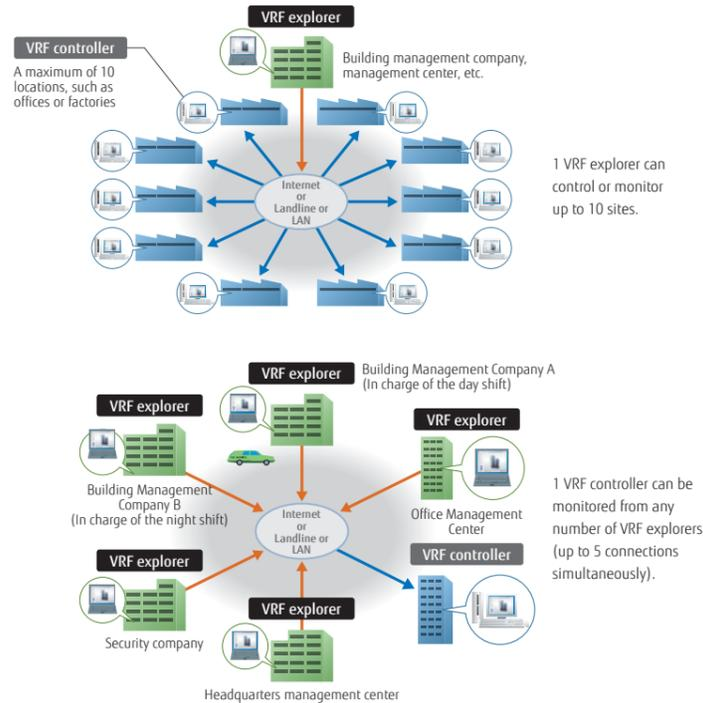 VRF explorer
VRF controller
A maximum of 10
locations, such as
offices or factories
Building management company,
management center, etc.
Internet
or
Landline or
LAN
1 VRF explorer can
control or monitor
up to 10 sites.
VRF explorer
Building Management Company A
(In charge of the day shift)
VRF explorer
Building Management
Company B
(In charge of the night shift)
VRF explorer
Office Management
Center
Internet
or
Landline or
LAN
1 VRF controller can be
monitored from any
number of VRF explorers
(up to 5 connections
simultaneously).
VRF explorer
Security company
VRF controller
VRF explorer
Headquarters management center